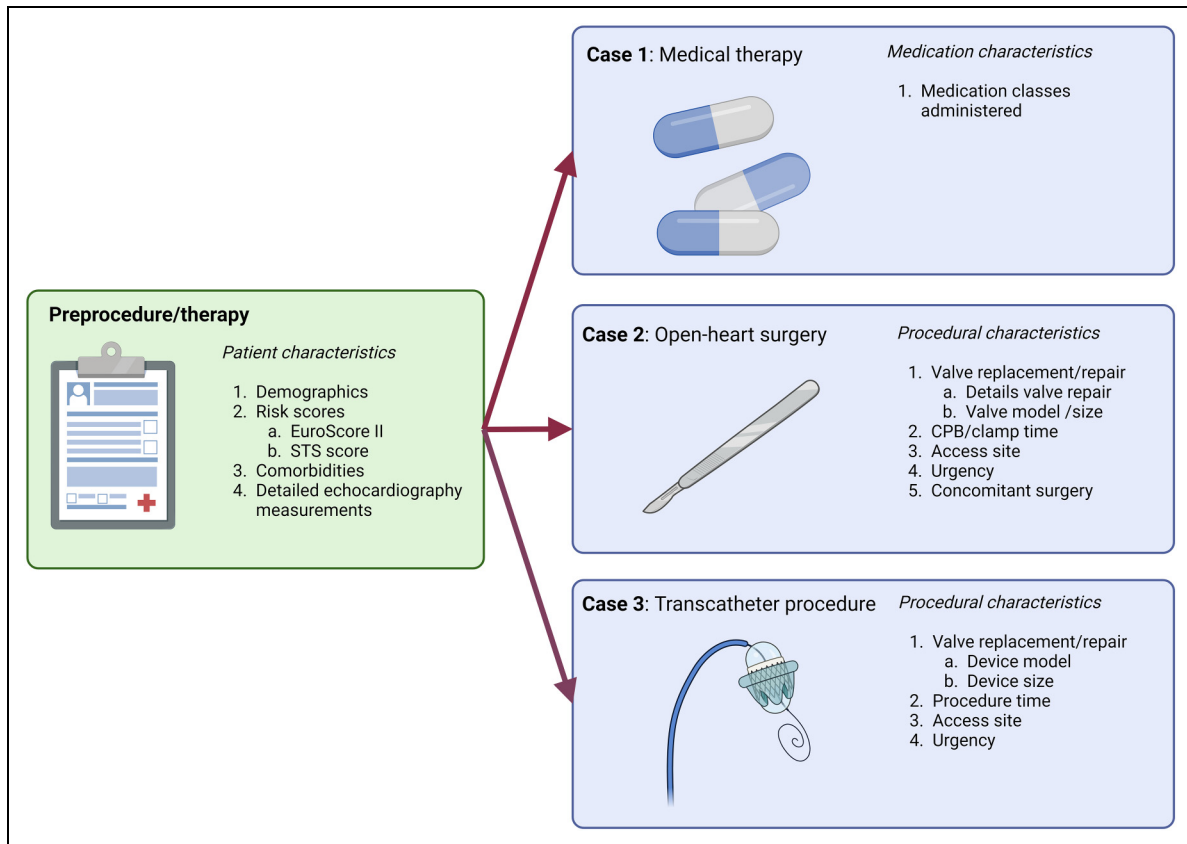 Preprocedure/therapy
Patient characteristics
1. Demographics
2. Risk scores
a. EuroScore II
b. STS score
3. Comorbidities
4. Detailed echocardiography
measurements
Case 1: Medical therapy
Medication characteristics
1. Medication classes
administered
Case 2: Open-heart surgery
Procedural characteristics
1. Valve replacement/repair
a. Details valve repair
b. Valve model /size
2. CPB/clamp time
3. Access site
4. Urgency
5. Concomitant surgery
Case 3: Transcatheter procedure
Procedural characteristics
1. Valve replacement/repair
a. Device model
b. Device size
2. Procedure time
3. Access site
4. Urgency